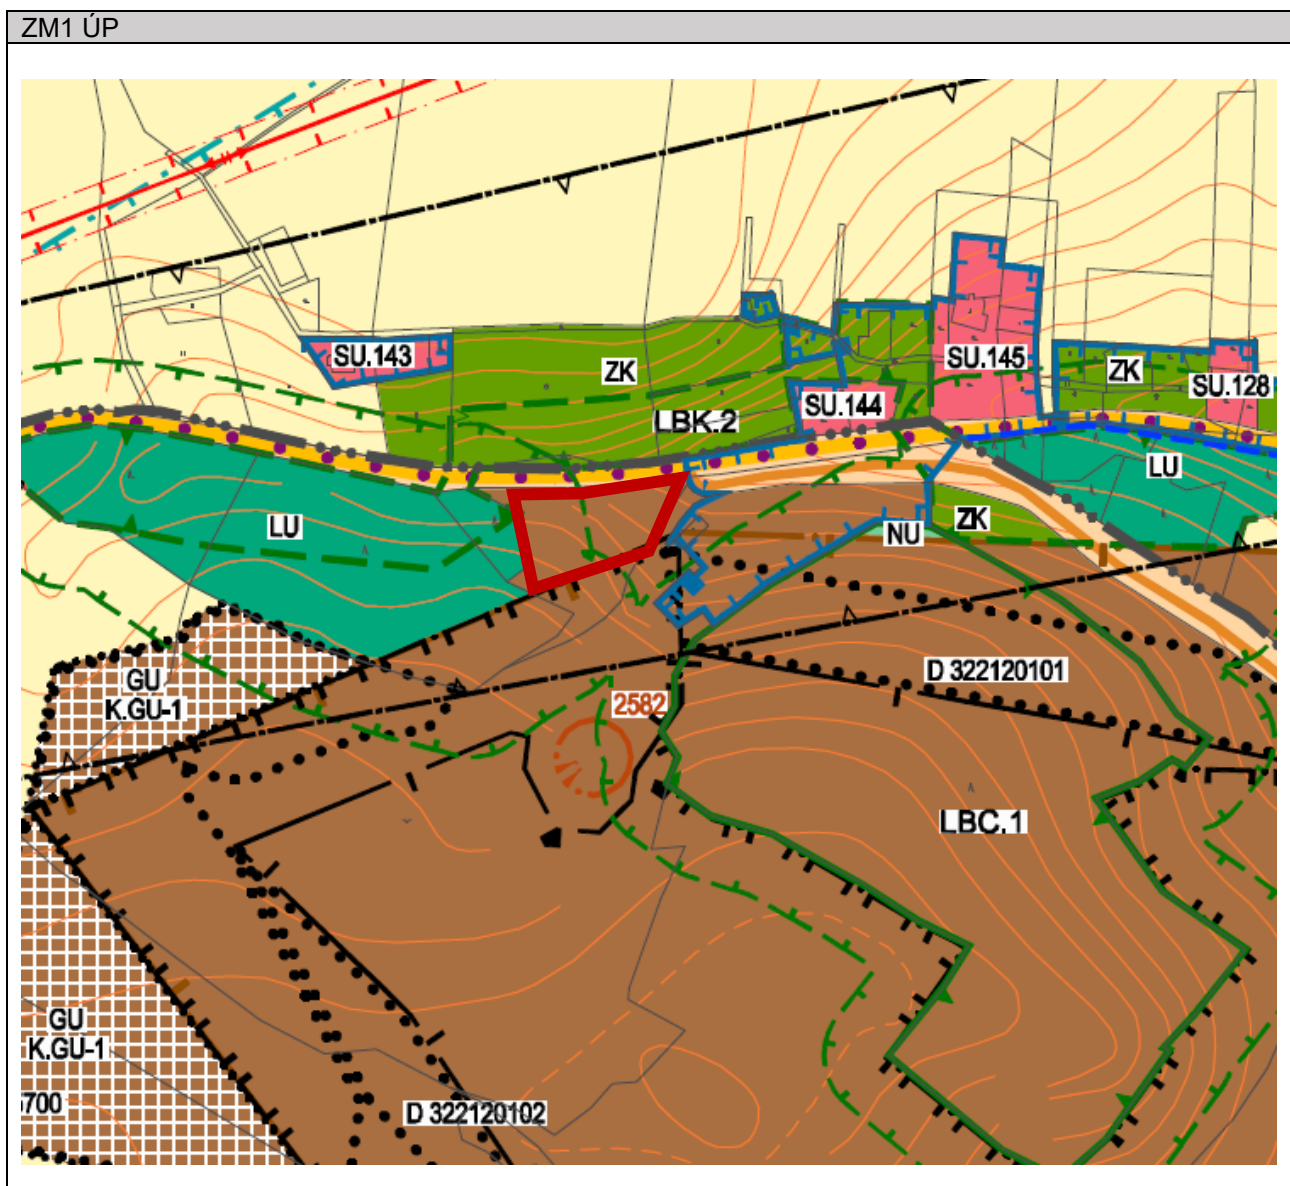 ZM1 ÚP
SU.143
ZK
SU.145
ZK
SU.128
SU.144
LBK.2
LU
LU
ZK
NU
D 322120101
GU
K.GU-1
2582
LBC.1
GU
K.GU-1
D 322120102